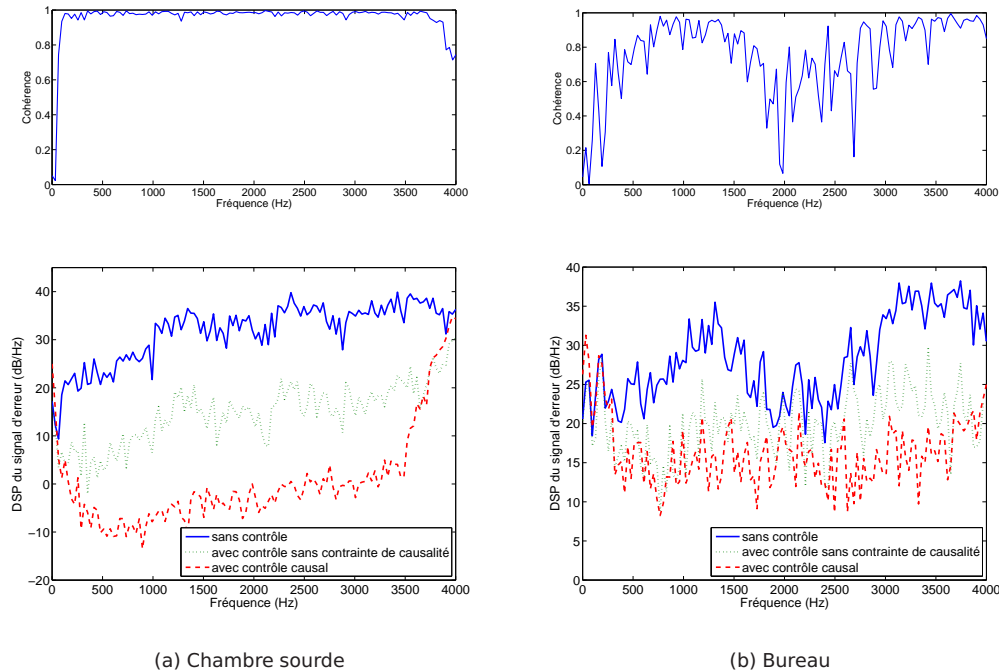 1
0.8
0.6
0.4
0.2
0
Cohérence
0 500 1000 1500 2000 2500 3000 3500 4000
Fréquence (Hz)
1
0.8
0.6
0.4
0.2
0
Cohérence
0 500 1000 1500 2000 2500 3000 3500 4000
Fréquence (Hz)
40
30
20
10
0
−10
−20
DSP du signal d'erreur (dB/Hz)
sans contrôle
avec contrôle sans contrainte de causalité
avec contrôle causal
0 500 1000 1500 2000 2500 3000 3500 4000
Fréquence (Hz)
40
35
30
25
20
15
10
5
0
DSP du signal d'erreur (dB/Hz)
sans contrôle
avec contrôle sans contrainte de causalité
avec contrôle causal
0 500 1000 1500 2000 2500 3000 3500 4000
Fréquence (Hz)
(a) Chambre sourde
(b) Bureau